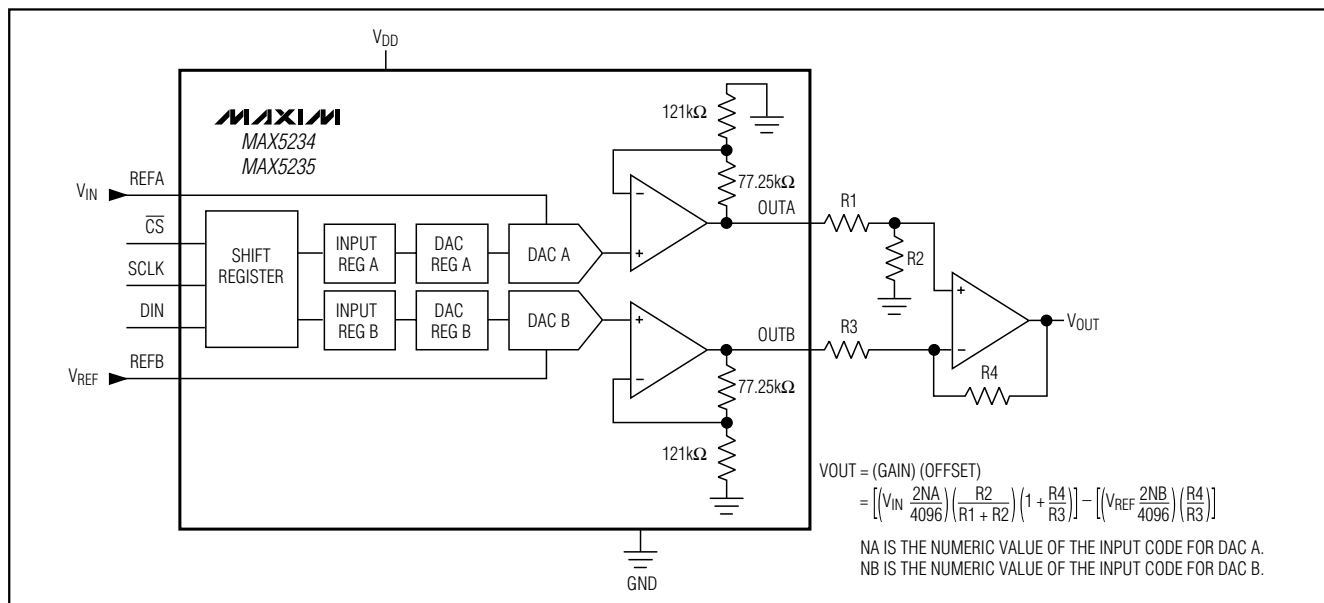 VDD
MAXIM
MAX5234
MAX5235
121kΩ
77.25kΩ
VIN
REFA
OUTA
R1
R2
CS
SCLK
DIN
SHIFT
REGISTER
INPUT
REG A
DAC
REG A
DAC A
INPUT
REG B
DAC
REG B
DAC B
+
−
+
−
OUTB
R3
+
−
VOUT
R4
VREF
REFB
77.25kΩ
121kΩ
GND
VOUT = (GAIN) (OFFSET)
= [(VIN 2NA/4096)(R2/R1 + R2)(1 + R4/R3)] − [(VREF 2NB/4096)(R4/R3)]
NA IS THE NUMERIC VALUE OF THE INPUT CODE FOR DAC A.
NB IS THE NUMERIC VALUE OF THE INPUT CODE FOR DAC B.